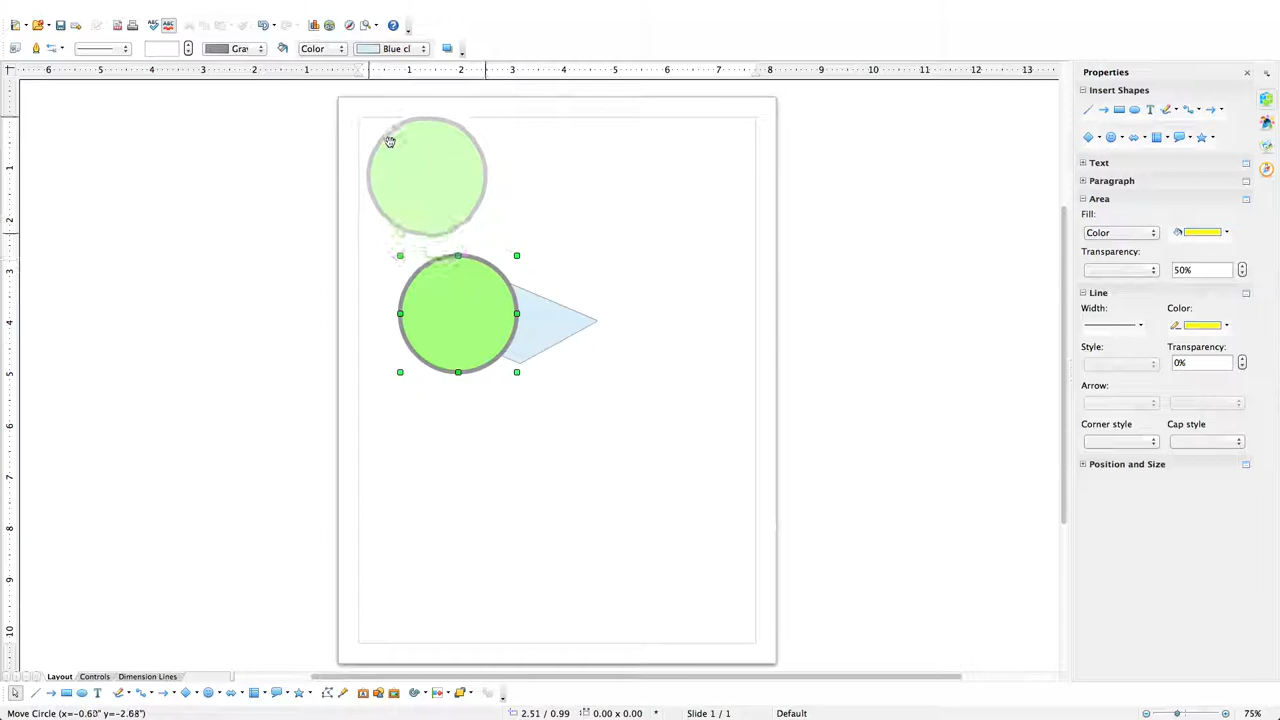 ABC ABC
Gray Color Blue cl
6 5 4 3 2 1 1 2 3 4 5 6 7 8 9 10 11 12 13
1
2
3
4
5
6
7
8
9
10
Properties
Insert Shapes
Text
Paragraph
Area
Fill:
Color
Transparency:
50%
Line
Width: Color:
Style: Transparency:
0%
Arrow:
Corner style Cap style
Position and Size
Layout Controls Dimension Lines
Move Circle (x=-0.60" y=-2.68") 2.51 / 0.99 0.00 x 0.00 * Slide 1 / 1 Default 75%